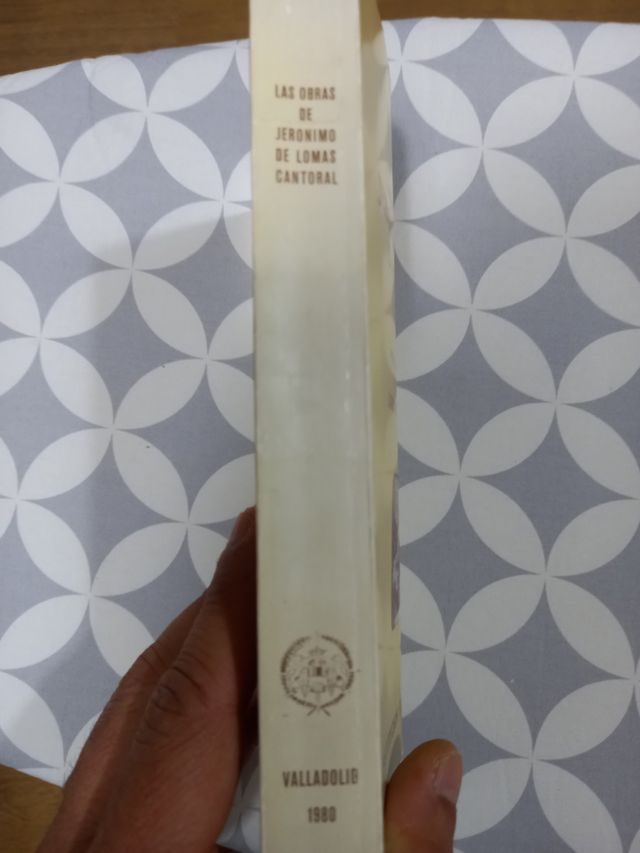 LAS OBRAS
DE
JERONIMO
DE LOMAS
CANTORAL
VALLADOLID
1980